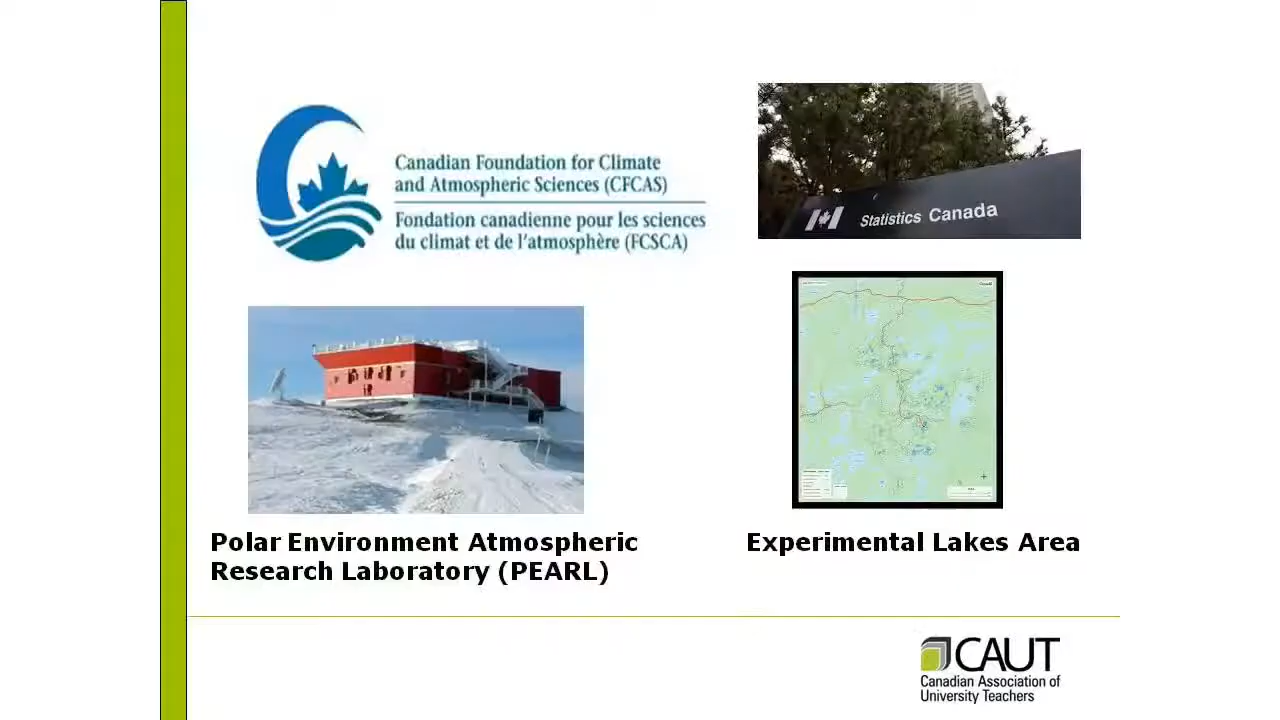 Canadian Foundation for Climate
and Atmospheric Sciences (CFCAS)
Fondation canadienne pour les sciences
du climat et de l'atmosphère (FCSCA)
Statistics Canada
Polar Environment Atmospheric
Research Laboratory (PEARL)
Experimental Lakes Area
CAUT
Canadian Association of
University Teachers